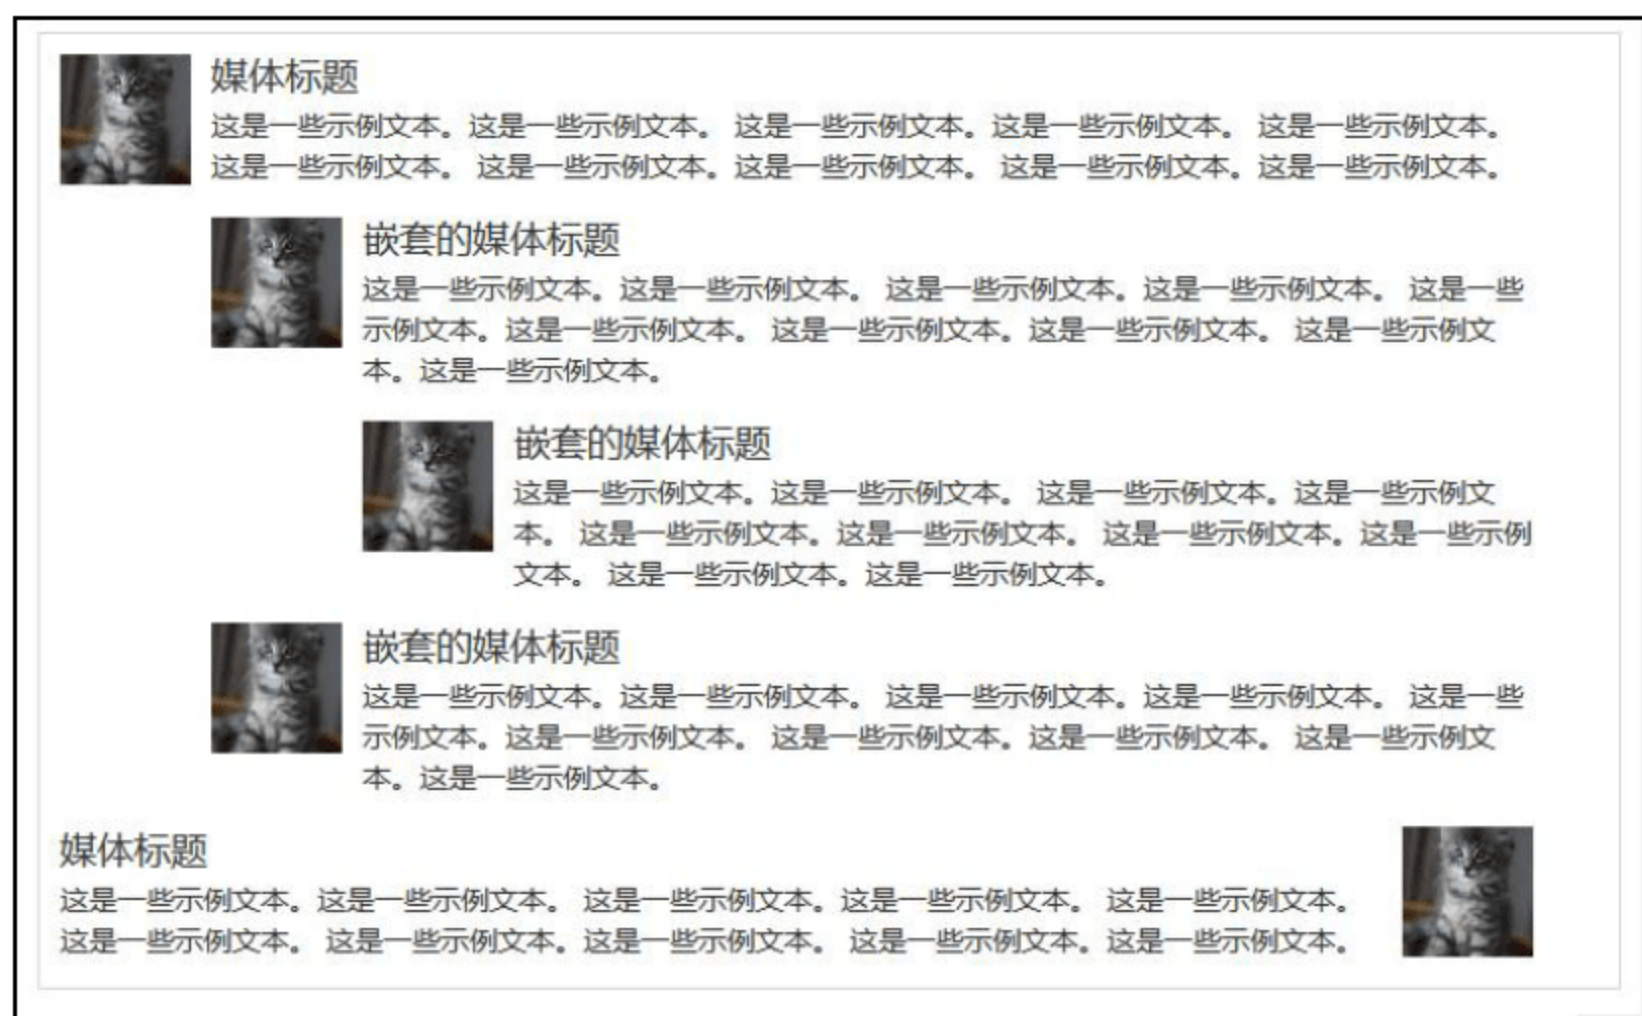 媒体标题
这是一些示例文本。这是一些示例文本。 这是一些示例文本。这是一些示例文本。 这是一些示例文本。
这是一些示例文本。 这是一些示例文本。这是一些示例文本。 这是一些示例文本。这是一些示例文本。
嵌套的媒体标题
这是一些示例文本。这是一些示例文本。 这是一些示例文本。这是一些示例文本。 这是一些
示例文本。这是一些示例文本。 这是一些示例文本。这是一些示例文本。 这是一些示例文
本。这是一些示例文本。
嵌套的媒体标题
这是一些示例文本。这是一些示例文本。 这是一些示例文本。这是一些示例文
本。 这是一些示例文本。这是一些示例文本。 这是一些示例文本。这是一些示例
文本。 这是一些示例文本。这是一些示例文本。
嵌套的媒体标题
这是一些示例文本。这是一些示例文本。 这是一些示例文本。这是一些示例文本。 这是一些
示例文本。这是一些示例文本。 这是一些示例文本。这是一些示例文本。 这是一些示例文
本。这是一些示例文本。
媒体标题
这是一些示例文本。这是一些示例文本。 这是一些示例文本。这是一些示例文本。 这是一些示例文本。
这是一些示例文本。 这是一些示例文本。这是一些示例文本。 这是一些示例文本。这是一些示例文本。